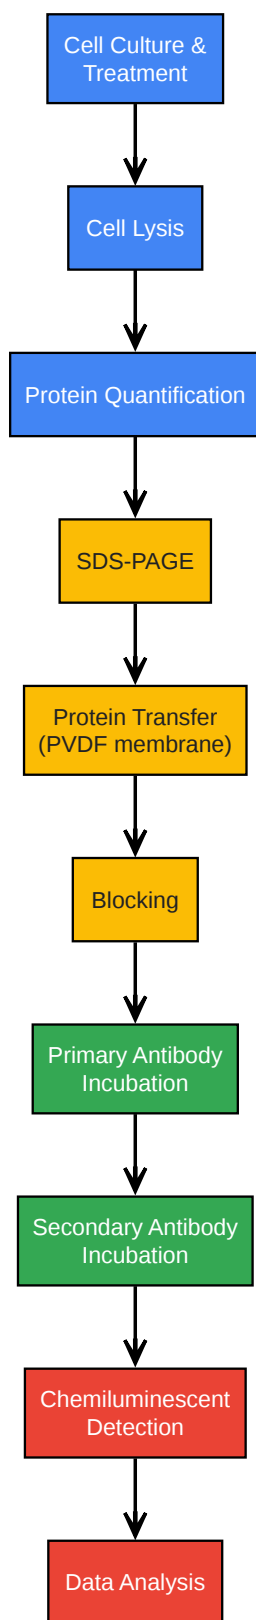 Cell Culture &
Treatment
Cell Lysis
Protein Quantification
SDS-PAGE
Protein Transfer
(PVDF membrane)
Blocking
Primary Antibody
Incubation
Secondary Antibody
Incubation
Chemiluminescent
Detection
Data Analysis